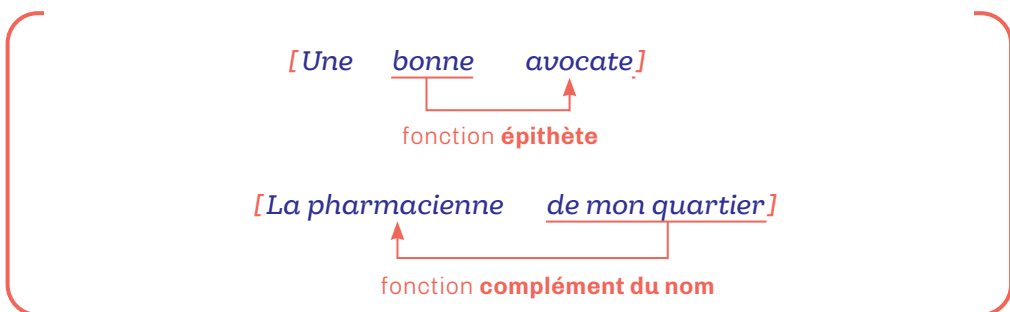 [Une bonne avocate]
fonction épithète
[La pharmacienne de mon quartier]
fonction complément du nom